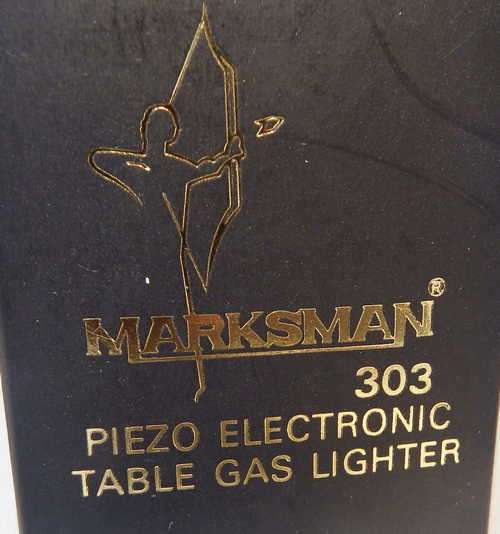 MARKSMAN®
303
PIEZO ELECTRONIC
TABLE GAS LIGHTER